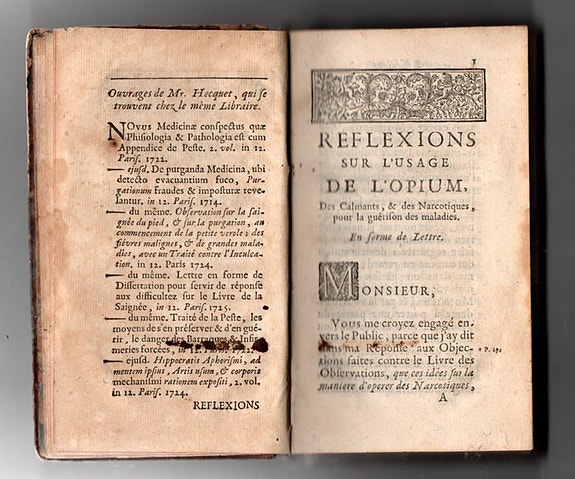 Ouvrages de Mr. Hecquet, qui se
trouvent chez le même Libraire.
NOvus Medicinæ conspectus quæ
Phisiologia & Pathologia est cum
Appendice de Peste. 2. vol. in 12.
Paris. 1722.
— ejusd. De purganda Medicina, ubi
detecto evacuantium fuco, Pur-
gationum fraudes & imposturæ reve-
lantur. in 12. Paris. 1714.
— du même. Observation sur la sai-
gnée du pied, & sur la purgation, au
commencement de la petite verole; des
fiévres malignes, & de grandes mala-
dies, avec un Traité contre l'Inculca-
tion. in 12. Paris 1724.
— du même. Lettre en forme de
Dissertation pour servir de réponse
aux difficultez sur le Livre de la
Saignée, in 12. Paris. 1725.
— du même. Traité de la Peste, les
moyens de s'en préserver & d'en gué-
rir, le danger des Barraques & Infir-
meries forcées, in 12. Paris. 1722.
— ejusd. Hippocratis Aphorismi, ad
mentem ipsius, Artis usum, & corporis
mechanismi rationem expositi, 2. vol.
in 12. Paris. 1724.
REFLEXIONS
1
REFLEXIONS
SUR L'USAGE
DE L'OPIUM,
Des Calmants, & des Narcotiques,
pour la guérison des maladies.
En forme de Lettre.
MONSIEUR,
Vous me croyez engagé en-
vers le Public, parce que j'ay dit
dans ma Réponse aux Objec-
tions faites contre le Livre des
Observations, que ces idées sur la
maniere d'operer des Narcotiques,
A